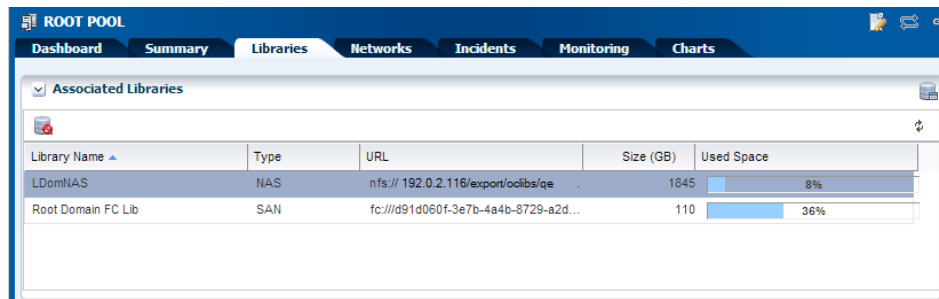 ROOT POOL
Dashboard Summary Libraries Networks Incidents Monitoring Charts
Associated Libraries
Library Name Type URL Size (GB) Used Space
LDomNAS NAS nfs:// 192.0.2.116/export/oclibs/qe . 1845 8%
Root Domain FC Lib SAN fc:///d91d060f-3e7b-4a4b-8729-a2d... 110 36%